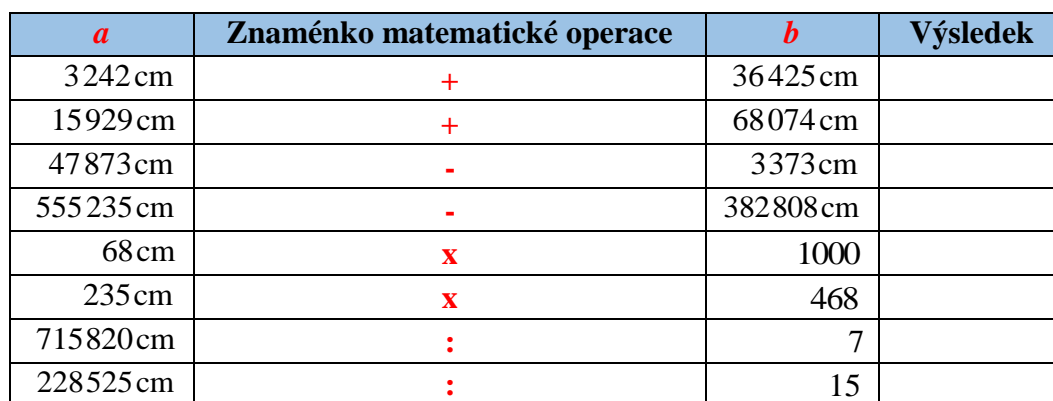 a Znaménko matematické operace b Výsledek
3242 cm + 36425 cm
15929 cm + 68074 cm
47873 cm - 3373 cm
555235 cm - 382808 cm
68 cm x 1000
235 cm x 468
715820 cm : 7
228525 cm : 15